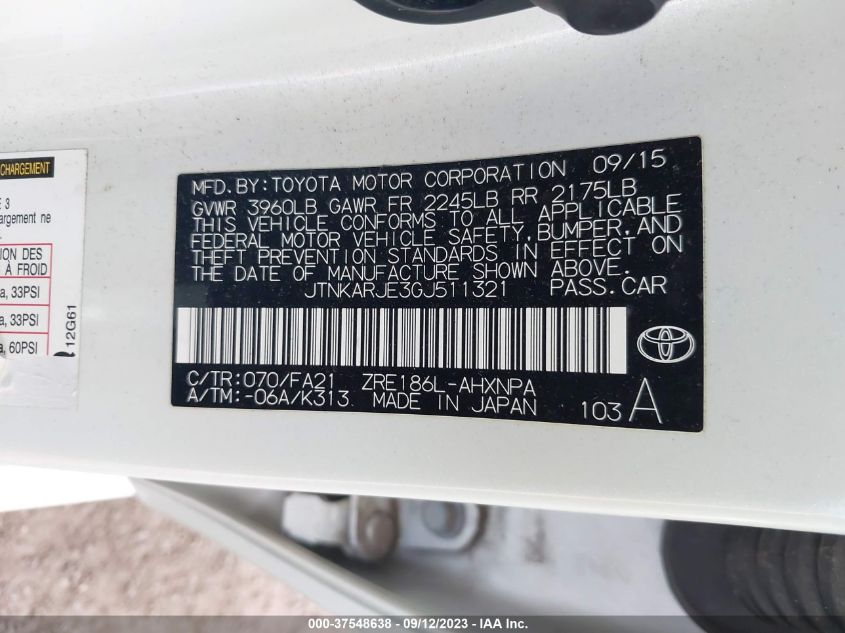 CHARGEMENT
E 3
argement ne
ION DES
À FROID
a, 33PSI
a, 33PSI
a, 60PSI
12G61
MFD.BY:TOYOTA MOTOR CORPORATION 09/15
GVWR 3960LB GAWR FR 2245LB RR 2175LB
THIS VEHICLE CONFORMS TO ALL APPLICABLE
FEDERAL MOTOR VEHICLE SAFETY, BUMPER, AND
THEFT PREVENTION STANDARDS IN EFFECT ON
THE DATE OF MANUFACTURE SHOWN ABOVE.
JTNKARJE3GJ511321 PASS.CAR
C/TR:070/FA21 ZRE186L-AHXNPA
A/TM:-06A/K313 MADE IN JAPAN 103 A
000-37548638 - 09/12/2023 - IAA Inc.